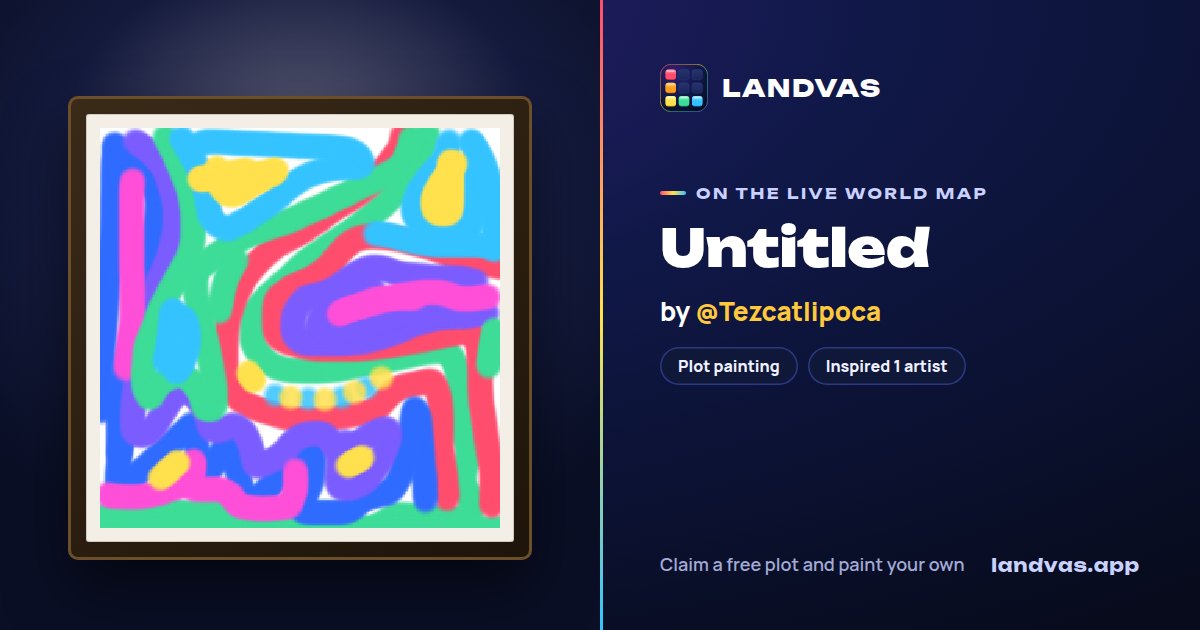 LANDVAS
ON THE LIVE WORLD MAP
Untitled
by @Tezcatlipoca
Plot painting
Inspired 1 artist
Claim a free plot and paint your own
landvas.app